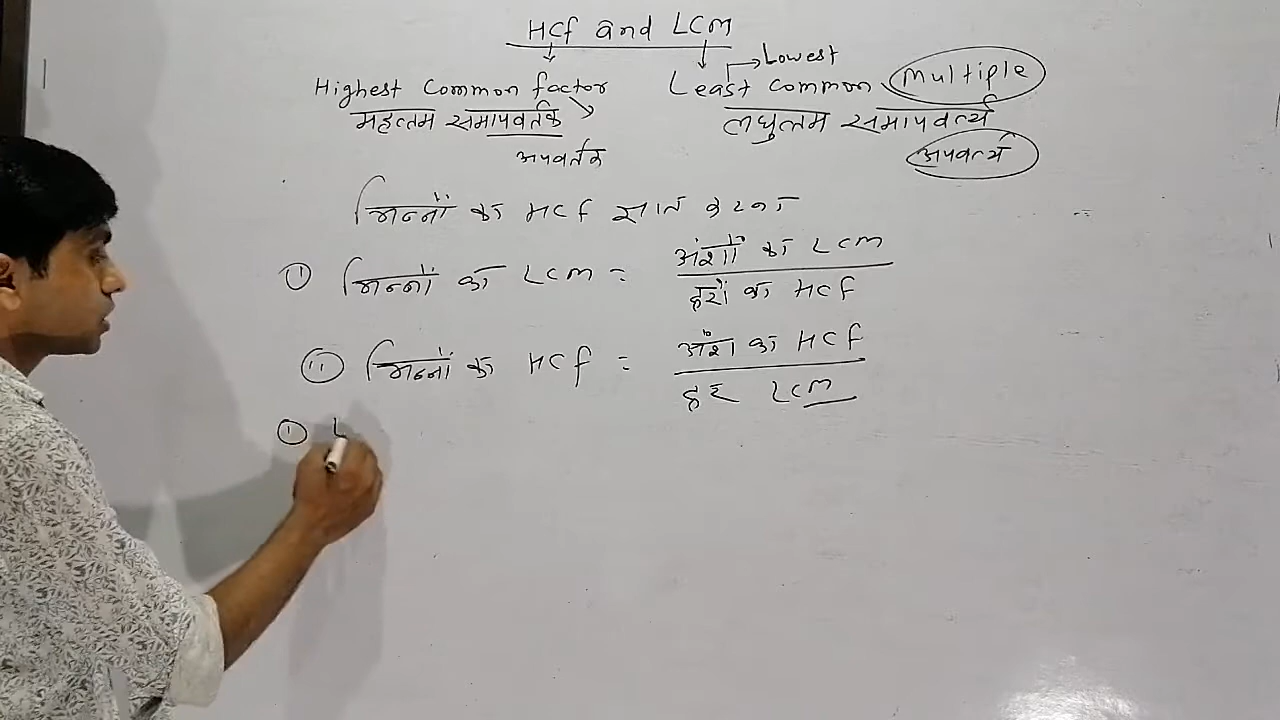 HCf and LCM
→ Lowest
Highest Common factor
Least Common Multiple
महत्तम समापवर्तक
लघुत्तम समापवर्त्य
अपवर्तक
अपवर्त्य
भिन्नों का HCf ज्ञात करना
① भिन्नों का LCM = अंशों का LCM
हरों का HCf
⑪ भिन्नों का HCf = अंश का HCf
हर LCM
①